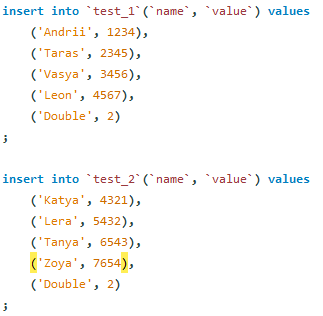 insert into `test_1`(`name`, `value`) values
('Andrii', 1234),
('Taras', 2345),
('Vasya', 3456),
('Leon', 4567),
('Double', 2)
;
insert into `test_2`(`name`, `value`) values
('Katya', 4321),
('Lera', 5432),
('Tanya', 6543),
('Zoya', 7654),
('Double', 2)
;